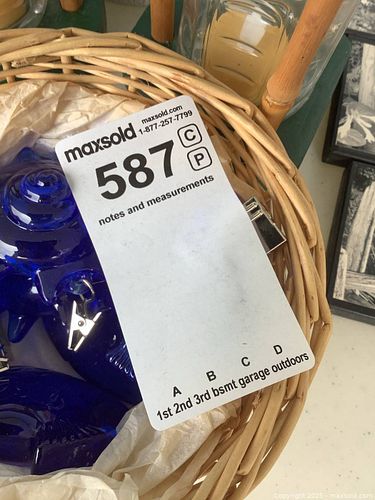 maxsold
maxsold.com
1-877-257-7799
587
C
P
notes and measurements
A B C D
1st 2nd 3rd bsmt garage outdoors
Copyright 2025 - maxsold.com